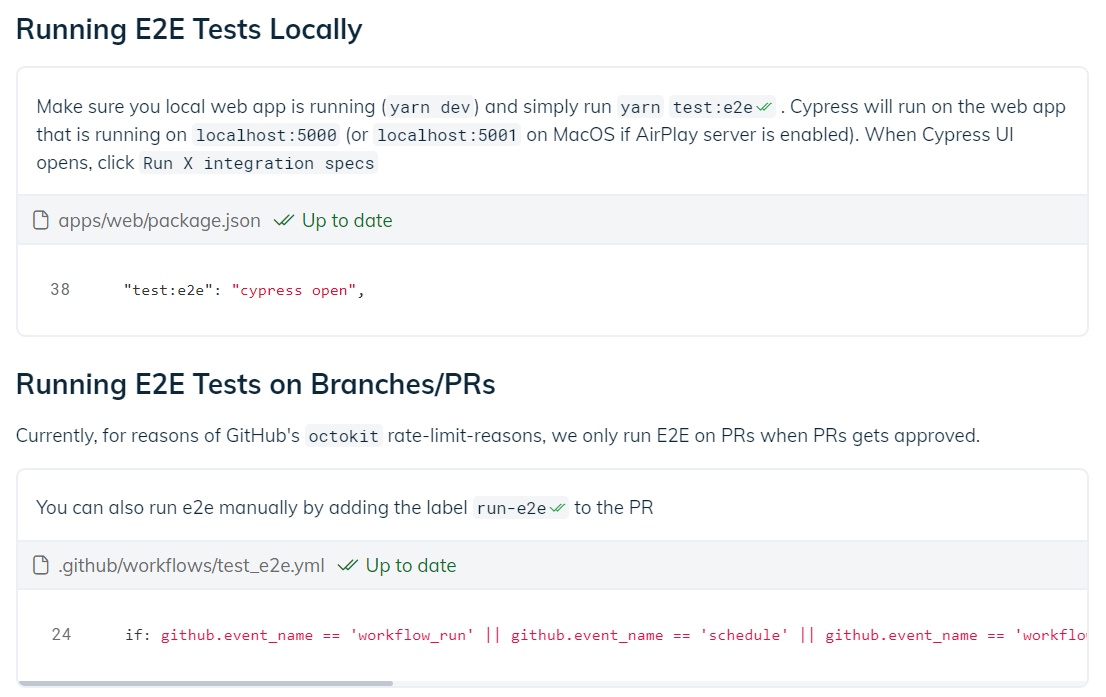 Running E2E Tests Locally
Make sure you local web app is running (yarn dev) and simply run yarn test:e2e . Cypress will run on the web app
that is running on localhost:5000 (or localhost:5001 on MacOS if AirPlay server is enabled). When Cypress UI
opens, click Run X integration specs
apps/web/package.json Up to date
38 "test:e2e": "cypress open",
Running E2E Tests on Branches/PRs
Currently, for reasons of GitHub's octokit rate-limit-reasons, we only run E2E on PRs when PRs gets approved.
You can also run e2e manually by adding the label run-e2e to the PR
.github/workflows/test_e2e.yml Up to date
24 if: github.event_name == 'workflow_run' || github.event_name == 'schedule' || github.event_name == 'workflo